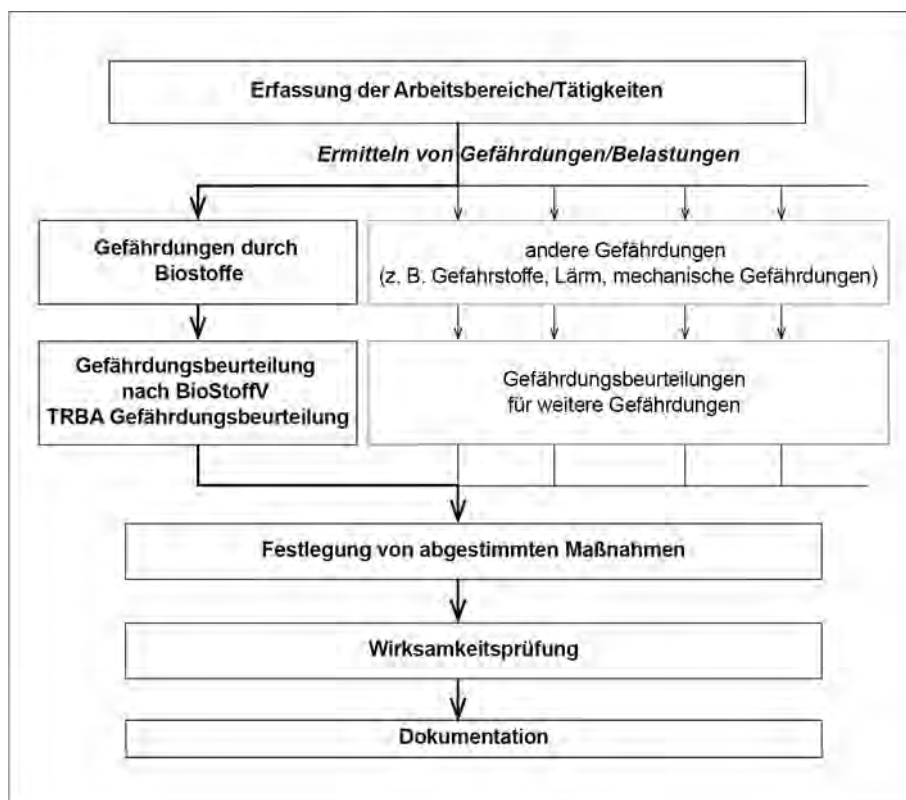 Erfassung der Arbeitsbereiche/Tätigkeiten
Ermitteln von Gefährdungen/Belastungen
Gefährdungen durch
Biostoffe
andere Gefährdungen
(z. B. Gefahrstoffe, Lärm, mechanische Gefährdungen)
Gefährdungsbeurteilung
nach BioStoffV
TRBA Gefährdungsbeurteilung
Gefährdungsbeurteilungen
für weitere Gefährdungen
Festlegung von abgestimmten Maßnahmen
Wirksamkeitsprüfung
Dokumentation